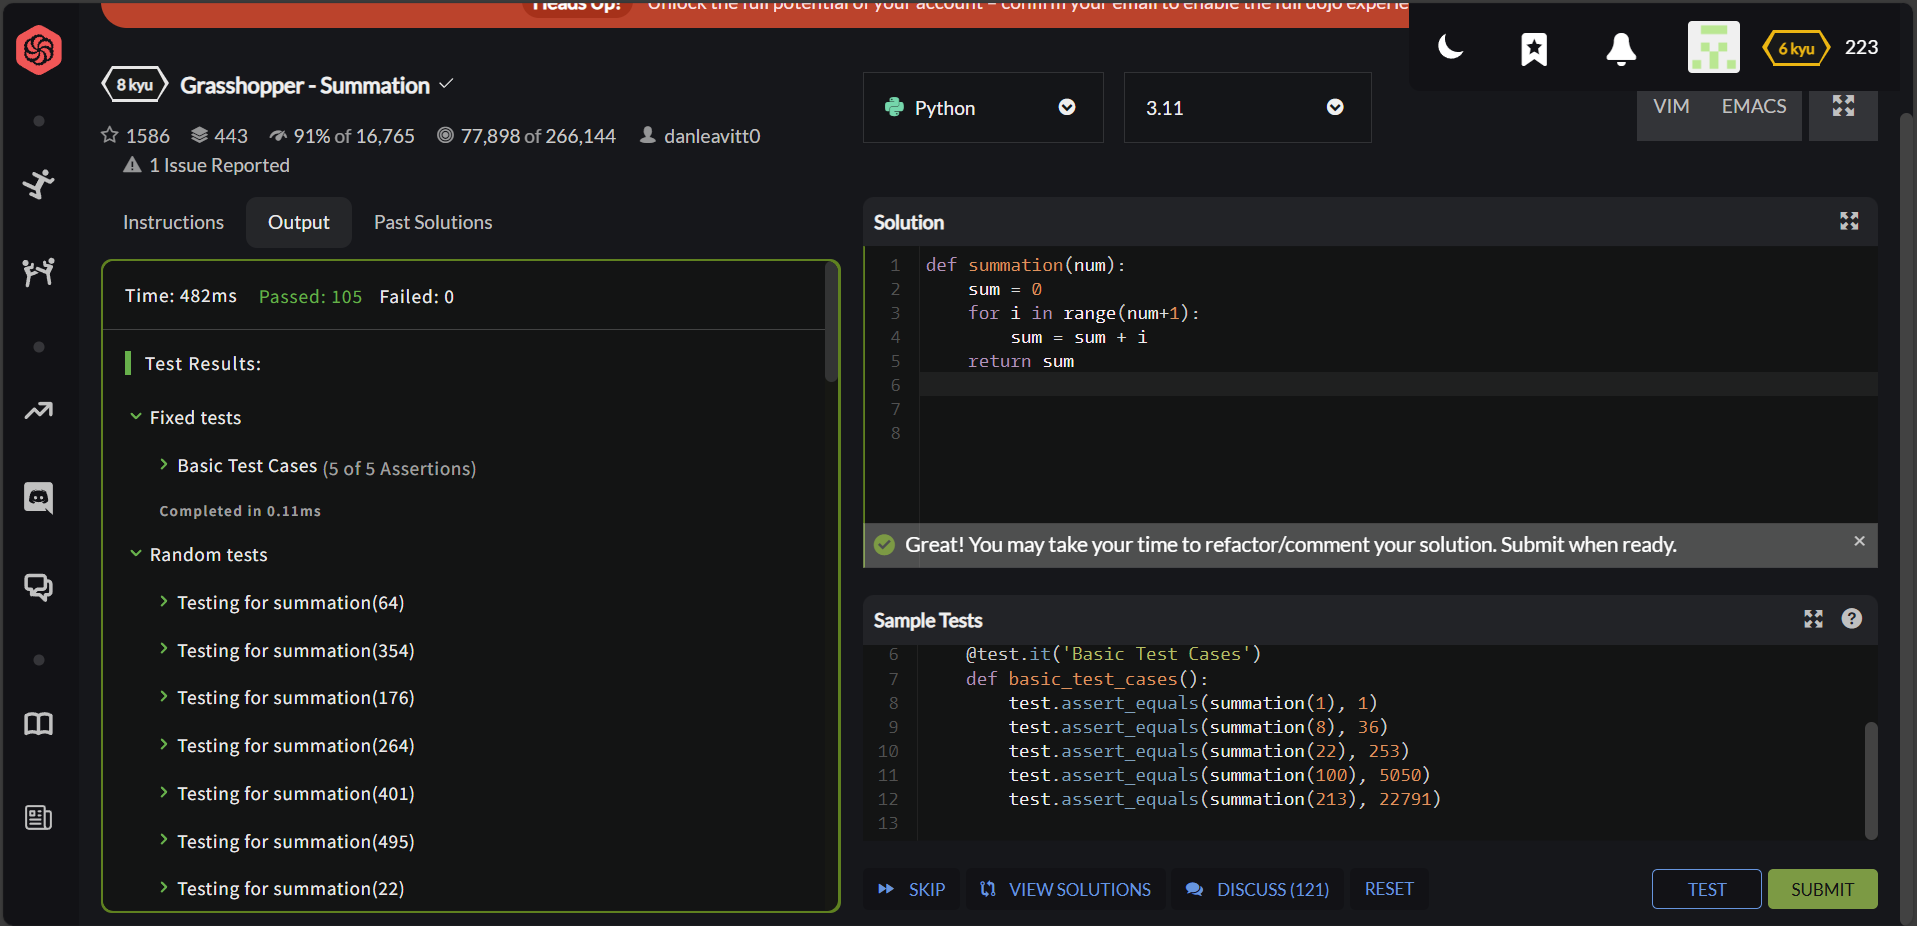 Heads Up! Unlock the full potential of your account – confirm your email to enable the full dojo experie
6 kyu 223
8 kyu Grasshopper - Summation
1586 443 91% of 16,765 77,898 of 266,144 danleavitt0
1 Issue Reported
Python 3.11
VIM EMACS
Instructions Output Past Solutions
Time: 482ms Passed: 105 Failed: 0
Test Results:
Fixed tests
Basic Test Cases (5 of 5 Assertions)
Completed in 0.11ms
Random tests
Testing for summation(64)
Testing for summation(354)
Testing for summation(176)
Testing for summation(264)
Testing for summation(401)
Testing for summation(495)
Testing for summation(22)
Solution
1 def summation(num):
2     sum = 0
3     for i in range(num+1):
4         sum = sum + i
5     return sum
6
7
8
Great! You may take your time to refactor/comment your solution. Submit when ready.
Sample Tests
6     @test.it('Basic Test Cases')
7     def basic_test_cases():
8         test.assert_equals(summation(1), 1)
9         test.assert_equals(summation(8), 36)
10         test.assert_equals(summation(22), 253)
11         test.assert_equals(summation(100), 5050)
12         test.assert_equals(summation(213), 22791)
13
SKIP VIEW SOLUTIONS DISCUSS (121) RESET TEST SUBMIT